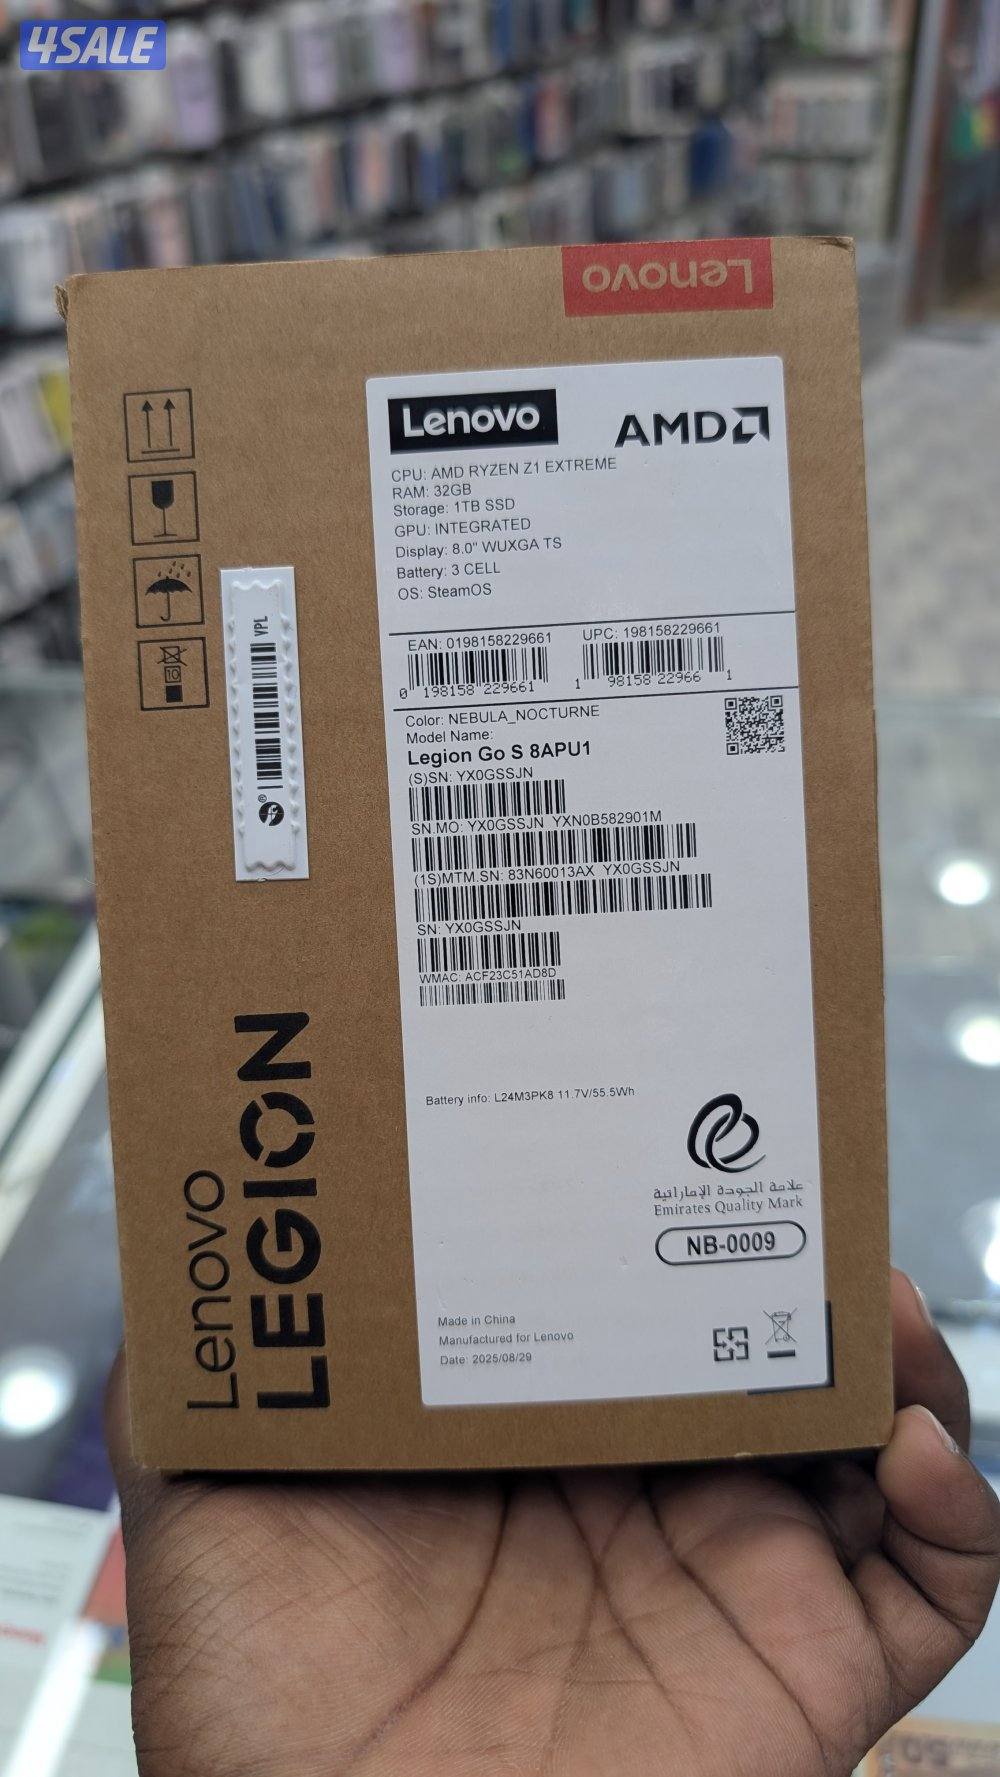 4SALE
Lenovo
Lenovo
AMD
CPU: AMD RYZEN Z1 EXTREME
RAM: 32GB
Storage: 1TB SSD
GPU: INTEGRATED
Display: 8.0" WUXGA TS
Battery: 3 CELL
OS: SteamOS
EAN: 0198158229661
UPC: 198158229661
0 198158 229661
1 98158 22966 1
Color: NEBULA_NOCTURNE
Model Name:
Legion Go S 8APU1
(S)SN: YX0GSSJN
SN.MO: YX0GSSJN YXN0B582901M
(1S)MTM.SN: 83N60013AX YX0GSSJN
SN: YX0GSSJN
WMAC: ACF23C51AD8D
Battery info: L24M3PK8 11.7V/55.5Wh
علامة الجودة الإماراتية
Emirates Quality Mark
NB-0009
Made in China
Manufactured for Lenovo
Date: 2025/08/29
10
VPL
Lenovo
LEGION